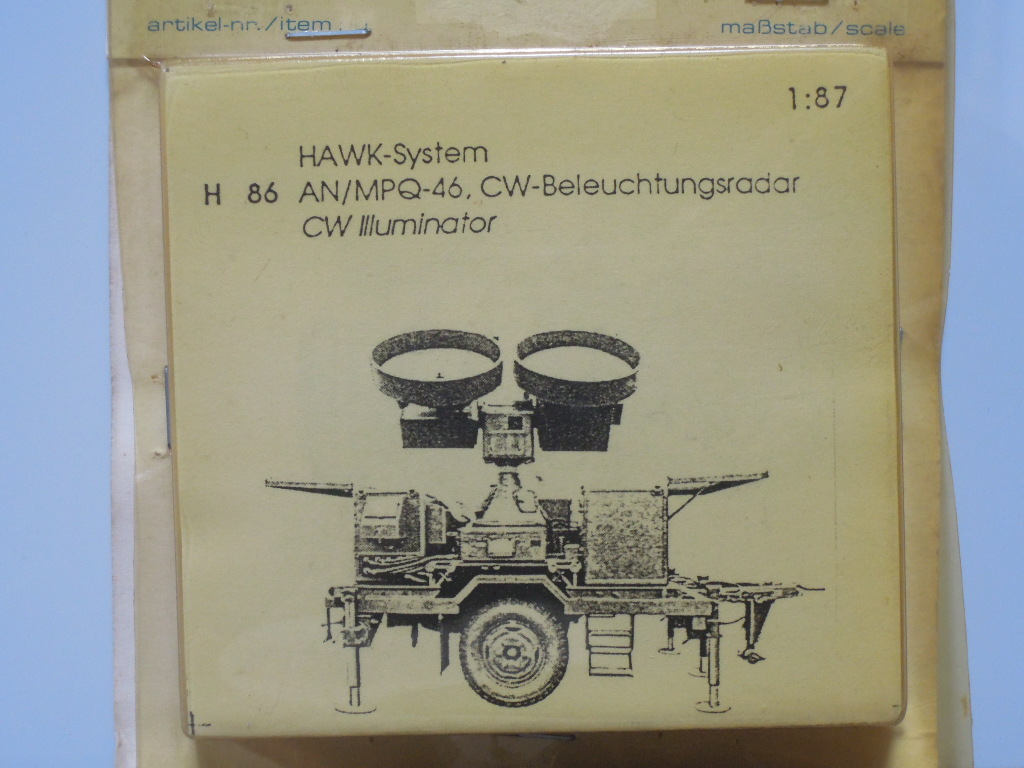 artikel-nr./item maßstab/scale
1:87
HAWK-System
H 86 AN/MPQ-46, CW-Beleuchtungsradar
CW Illuminator